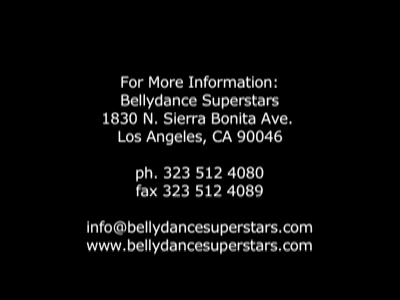 For More Information:
Bellydance Superstars
1830 N. Sierra Bonita Ave.
Los Angeles, CA 90046
ph. 323 512 4080
fax 323 512 4089
info@bellydancesuperstars.com
www.bellydancesuperstars.com